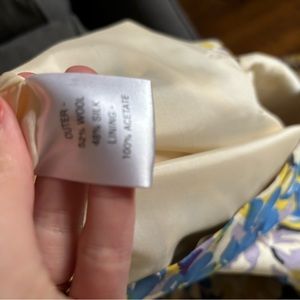 OUTER -
52% WOOL
48% SILK
LINING -
100% ACETATE